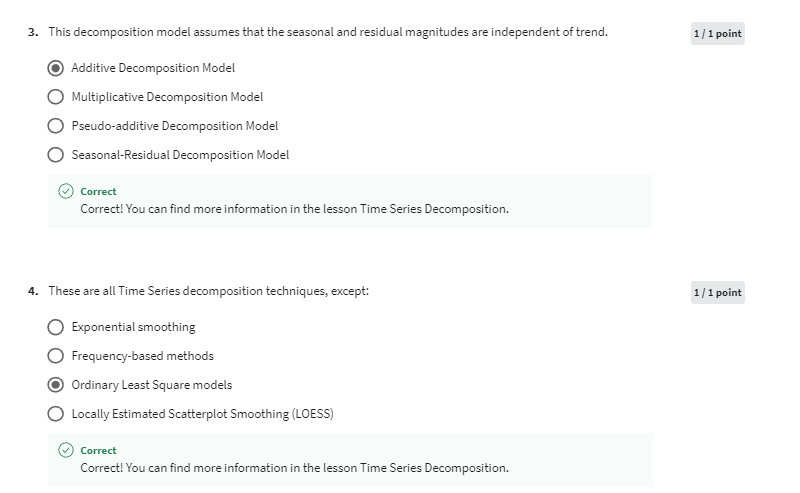 3. This decomposition model assumes that the seasonal and residual magnitudes are independent of trend.
1 / 1 point
Additive Decomposition Model
Multiplicative Decomposition Model
Pseudo-additive Decomposition Model
Seasonal-Residual Decomposition Model
Correct
Correct! You can find more information in the lesson Time Series Decomposition.
4. These are all Time Series decomposition techniques, except:
1 / 1 point
Exponential smoothing
Frequency-based methods
Ordinary Least Square models
Locally Estimated Scatterplot Smoothing (LOESS)
Correct
Correct! You can find more information in the lesson Time Series Decomposition.